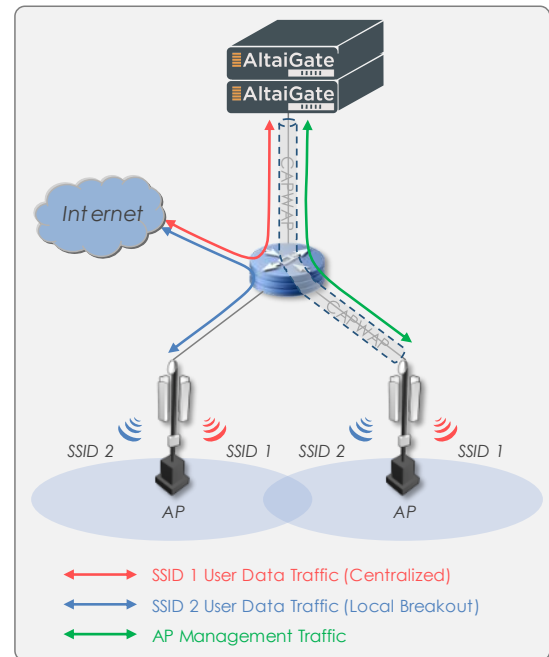 AltaiGate
AltaiGate
CAPWAP
Internet
CAPWAP
SSID 2 SSID 1 SSID 2 SSID 1
AP AP
SSID 1 User Data Traffic (Centralized)
SSID 2 User Data Traffic (Local Breakout)
AP Management Traffic